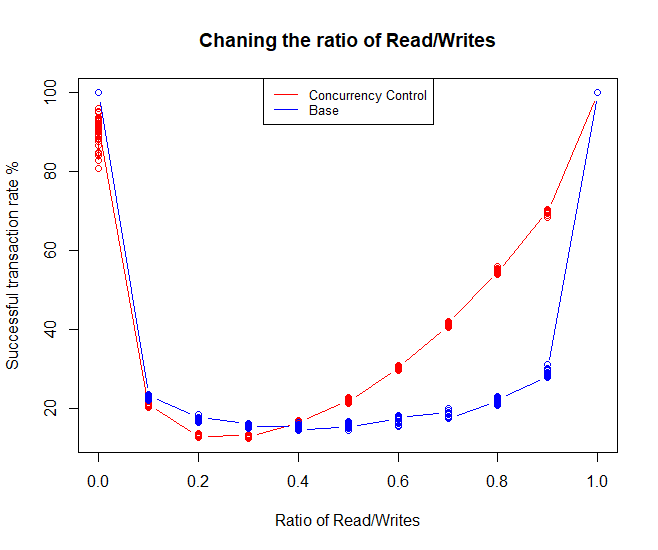 Chaning the ratio of Read/Writes
Concurrency Control
Base
Successful transaction rate %
100
80
60
40
20
0.0 0.2 0.4 0.6 0.8 1.0
Ratio of Read/Writes